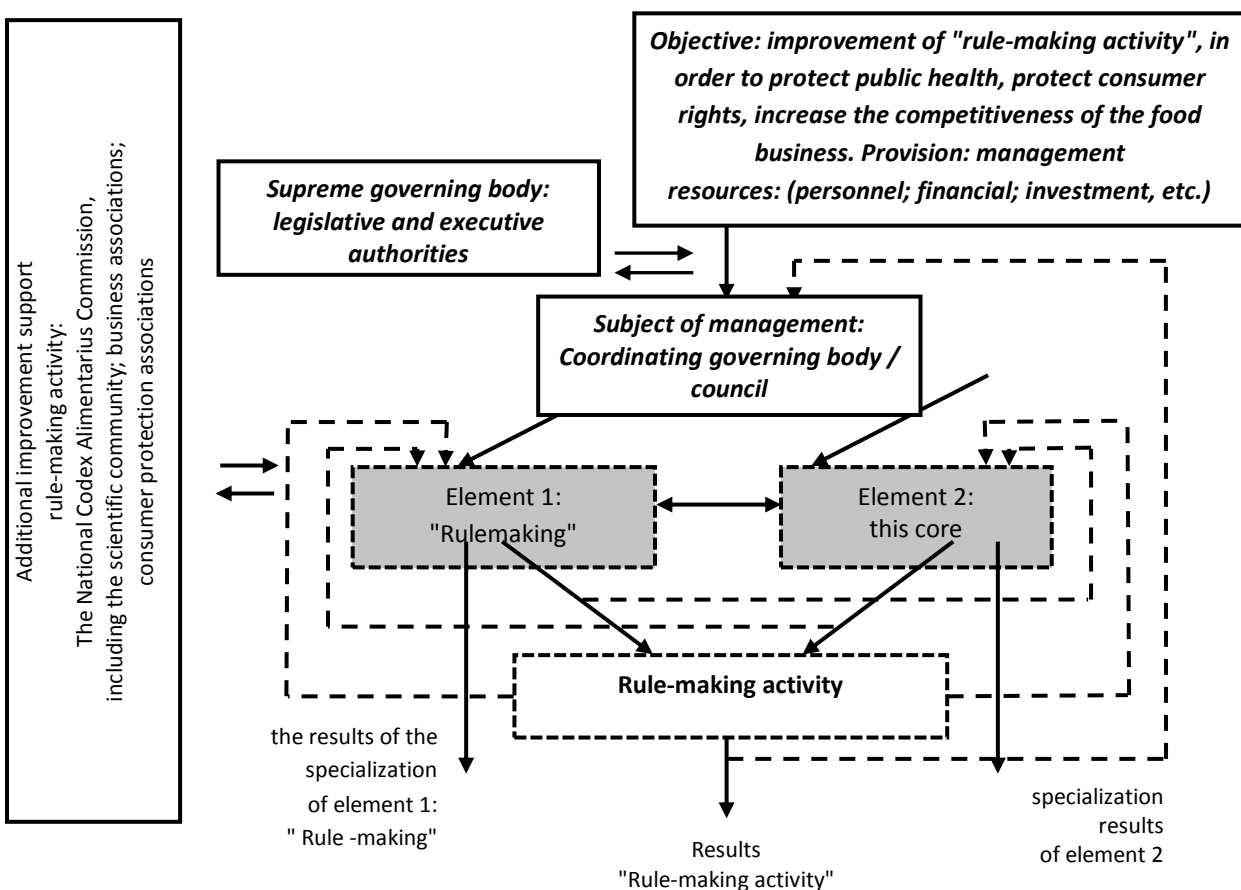 Additional improvement support
rule-making activity:
The National Codex Alimentarius Commission,
including the scientific community; business associations;
consumer protection associations
Objective: improvement of "rule-making activity", in
order to protect public health, protect consumer
rights, increase the competitiveness of the food
business. Provision: management
resources: (personnel; financial; investment, etc.)
Supreme governing body:
legislative and executive
authorities
Subject of management:
Coordinating governing body /
council
Element 1:
"Rulemaking"
Element 2:
this core
Rule-making activity
the results of the
specialization
of element 1:
" Rule -making"
Results
"Rule-making activity"
specialization
results
of element 2